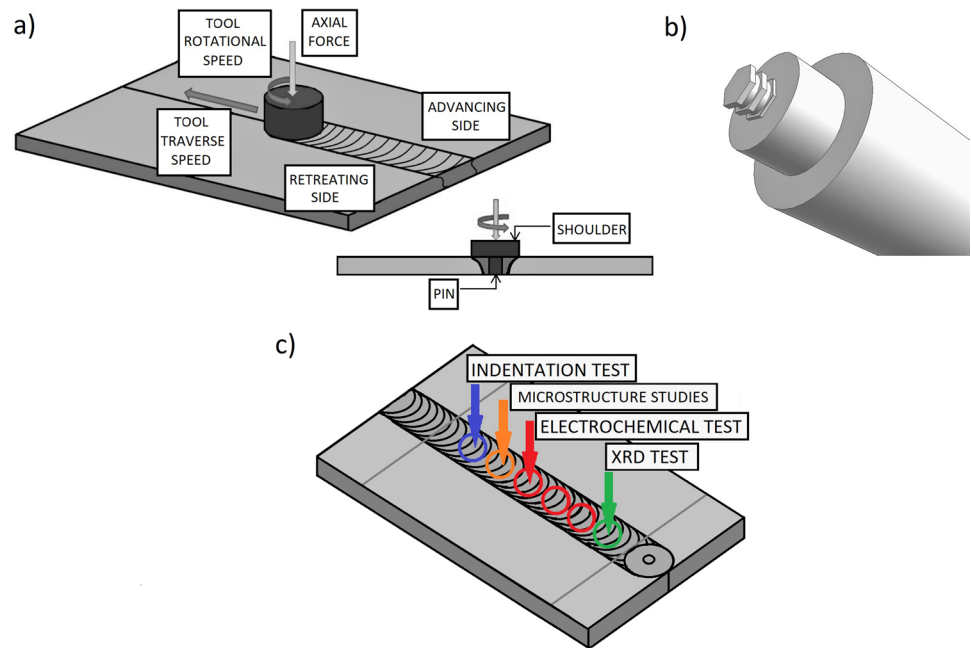 a)
TOOL
ROTATIONAL
SPEED
AXIAL
FORCE
b)
ADVANCING
SIDE
TOOL
TRAVERSE
SPEED
RETREATING
SIDE
SHOULDER
PIN
c)
INDENTATION TEST
MICROSTRUCTURE STUDIES
ELECTROCHEMICAL TEST
XRD TEST